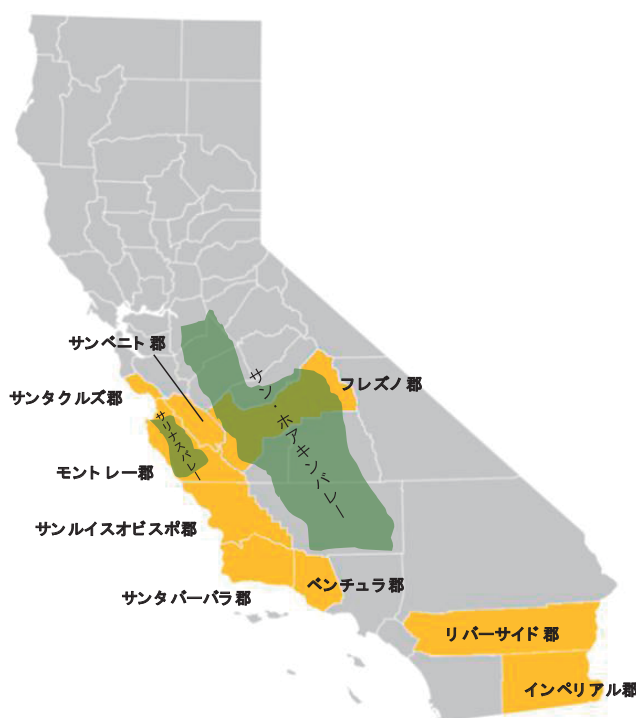 サンベニト郡
サンタクルズ郡
フレズノ郡
サン・ホアキンバレー
サリナスバレー
モントレー郡
サンルイスオビスポ郡
サンタバーバラ郡
ベンチュラ郡
リバーサイド郡
インペリアル郡